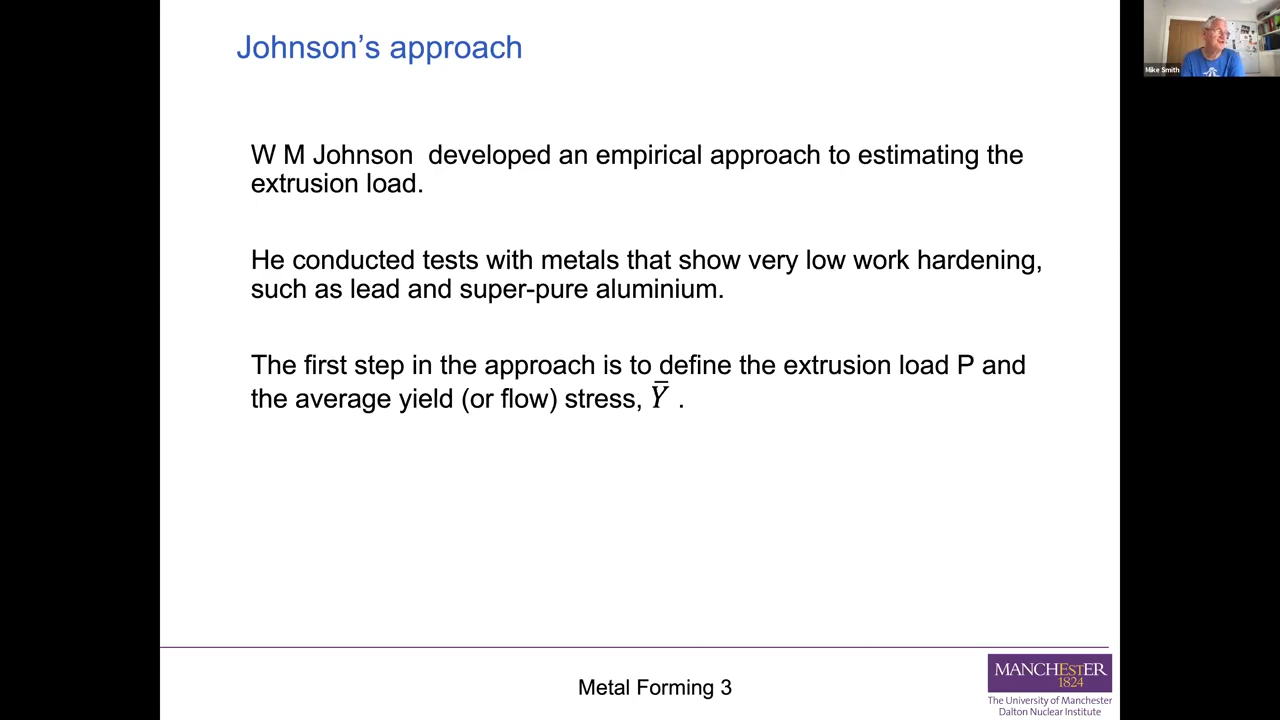 Johnson's approach
Mike Smith
W M Johnson  developed an empirical approach to estimating the
extrusion load.
He conducted tests with metals that show very low work hardening,
such as lead and super-pure aluminium.
The first step in the approach is to define the extrusion load P and
the average yield (or flow) stress, Ȳ .
Metal Forming 3
MANCHESTER
1824
The University of Manchester
Dalton Nuclear Institute